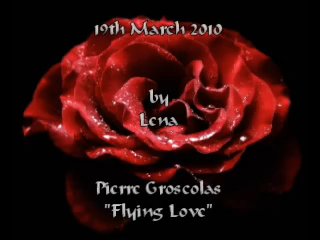 19th March 2010
by
Lena
Pierre Groscolas
"Flying Love"